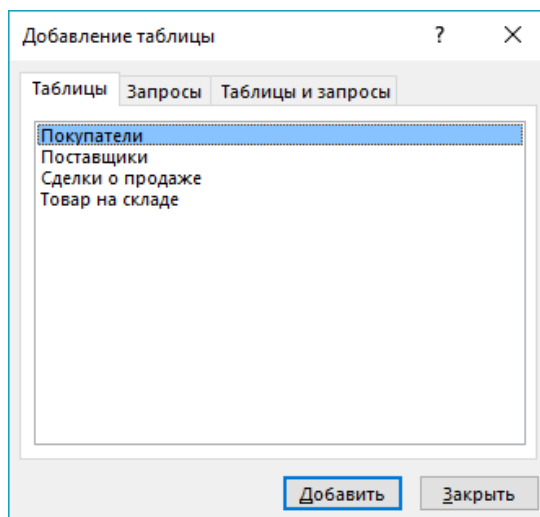 Добавление таблицы ?
Таблицы Запросы Таблицы и запросы
Покупатели
Поставщики
Сделки о продаже
Товар на складе
Добавить Закрыть